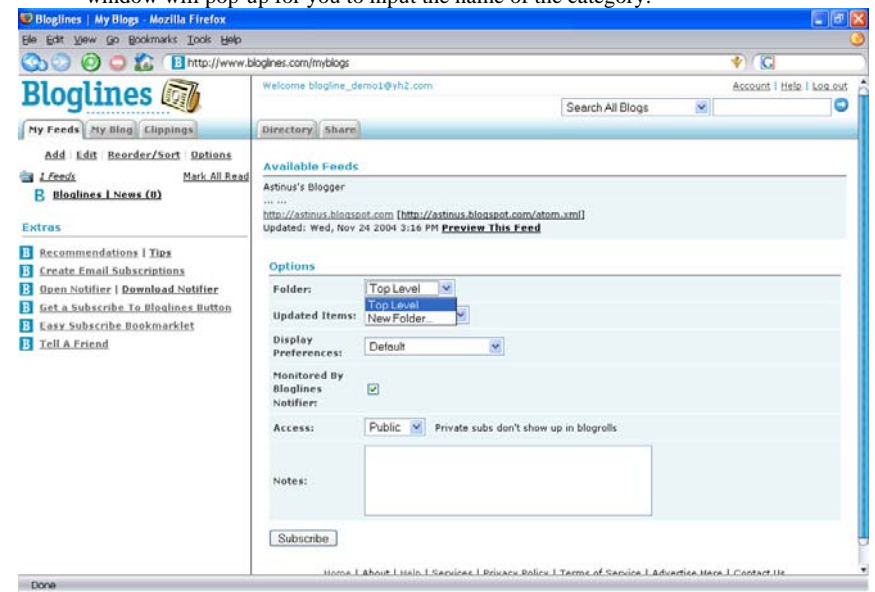 window will pop up for you to input the name of the category.
Bloglines | My Blogs - Mozilla Firefox
File Edit View Go Bookmarks Tools Help
http://www.bloglines.com/myblogs
Bloglines
Welcome blogline_demo1@yh2.com
Account | Help | Log out
Search All Blogs
My Feeds My Blog Clippings Directory Share
Add | Edit | Reorder/Sort | Options
1 Feeds Mark All Read
Bloglines | News (0)
Extras
Recommendations | Tips
Create Email Subscriptions
Open Notifier | Download Notifier
Get a Subscribe To Bloglines Button
Easy Subscribe Bookmarklet
Tell A Friend
Available Feeds
Astinus's Blogger
... ...
http://astinus.blogspot.com [http://astinus.blogspot.com/atom.xml]
Updated: Wed, Nov 24 2004 3:16 PM Preview This Feed
Options
Folder: Top Level
Top Level
New Folder...
Updated Items:
Display Preferences: Default
Monitored By
Bloglines
Notifier:
Access: Public Private subs don't show up in blogrolls
Notes:
Subscribe
Home | About | Help | Services | Privacy Policy | Terms of Service | Advertise Here | Contact Us
Done